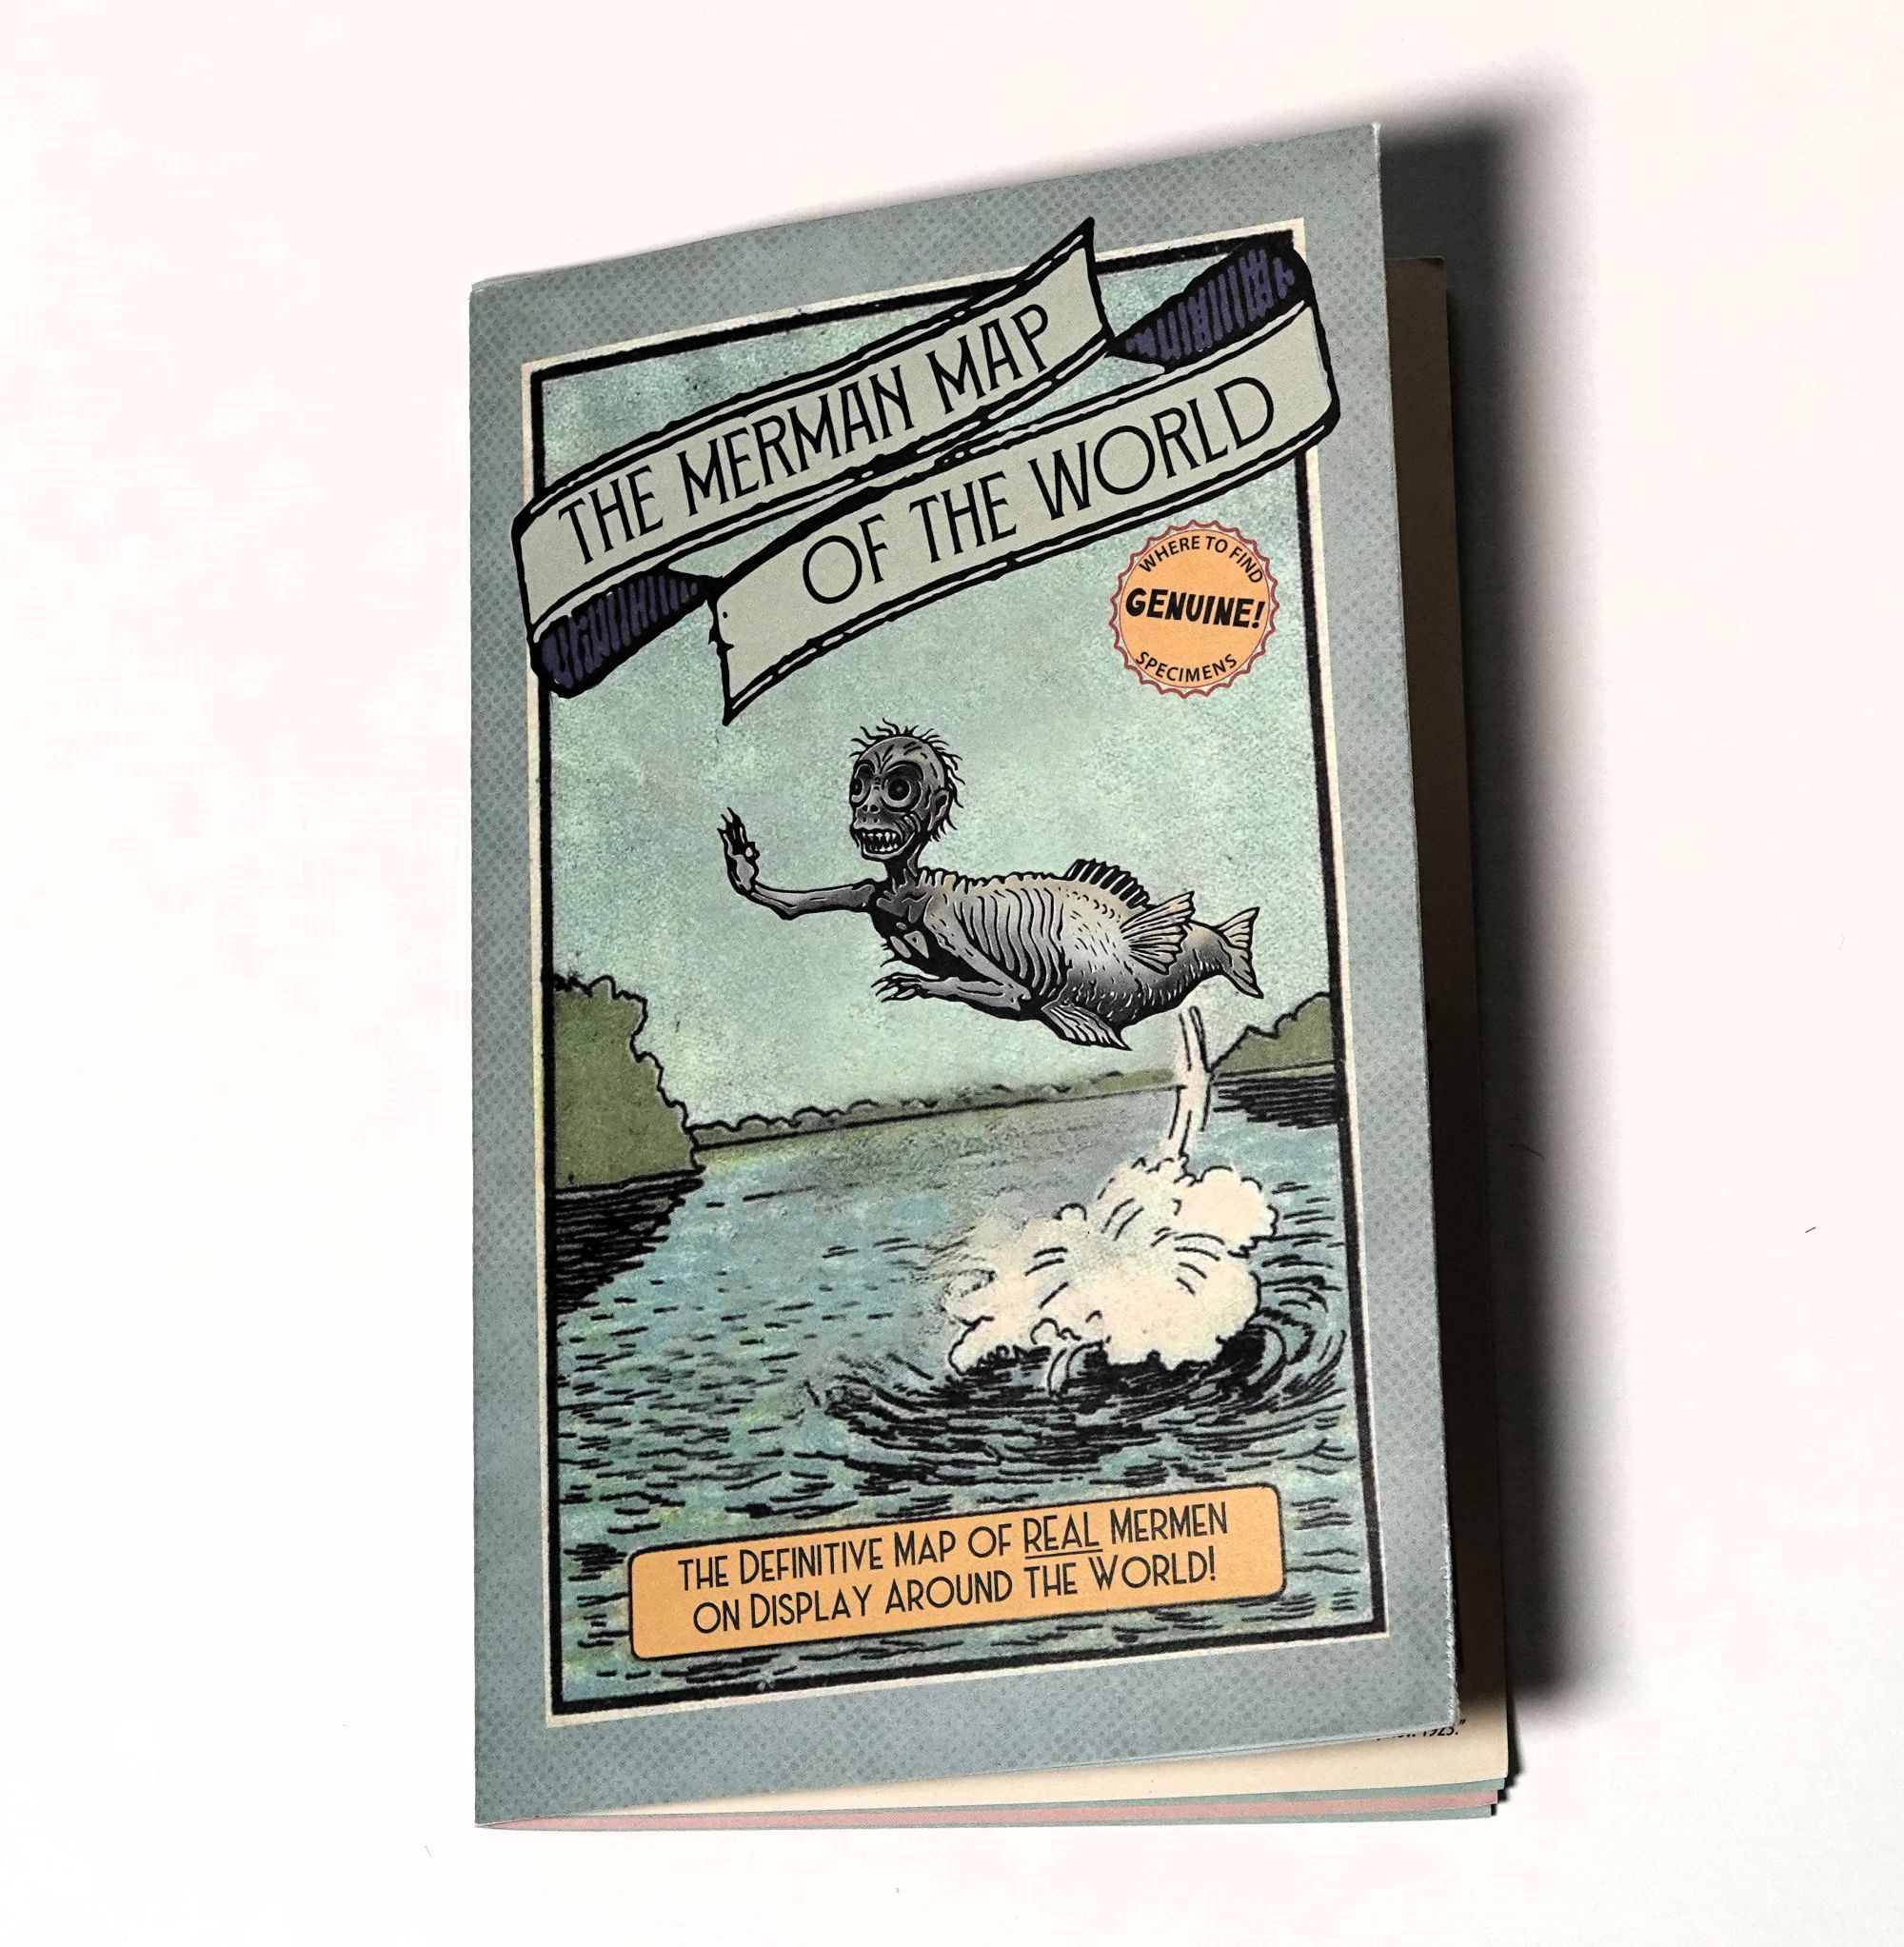 THE MERMAN MAP
OF THE WORLD
WHERE TO FIND
GENUINE!
SPECIMENS
THE DEFINITIVE MAP OF REAL MERMEN
ON DISPLAY AROUND THE WORLD!
1923."